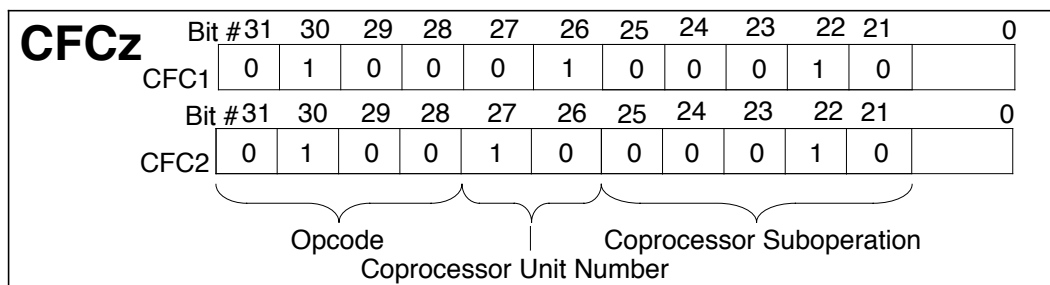 CFCz Bit #31 30 29 28 27 26 25 24 23 22 21 0
CFC1 0 1 0 0 0 1 0 0 0 1 0
Bit #31 30 29 28 27 26 25 24 23 22 21 0
CFC2 0 1 0 0 1 0 0 0 0 1 0
Opcode Coprocessor Suboperation
Coprocessor Unit Number